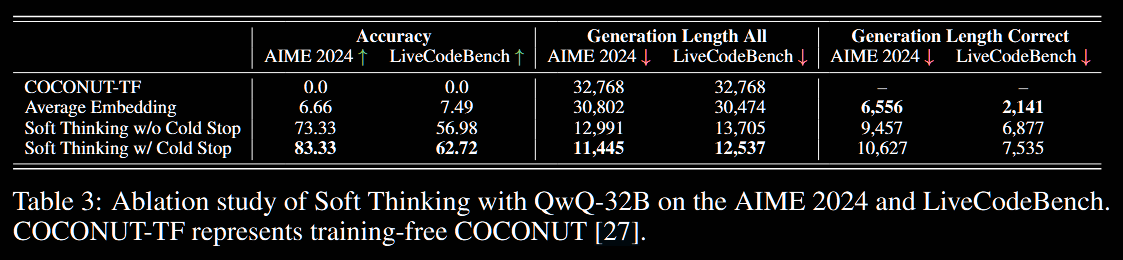 Accuracy Generation Length All Generation Length Correct
AIME 2024 ↑ LiveCodeBench ↑ AIME 2024 ↓ LiveCodeBench ↓ AIME 2024 ↓ LiveCodeBench ↓
COCONUT-TF 0.0 0.0 32,768 32,768 – –
Average Embedding 6.66 7.49 30,802 30,474 6,556 2,141
Soft Thinking w/o Cold Stop 73.33 56.98 12,991 13,705 9,457 6,877
Soft Thinking w/ Cold Stop 83.33 62.72 11,445 12,537 10,627 7,535
Table 3: Ablation study of Soft Thinking with QwQ-32B on the AIME 2024 and LiveCodeBench.
COCONUT-TF represents training-free COCONUT [27].